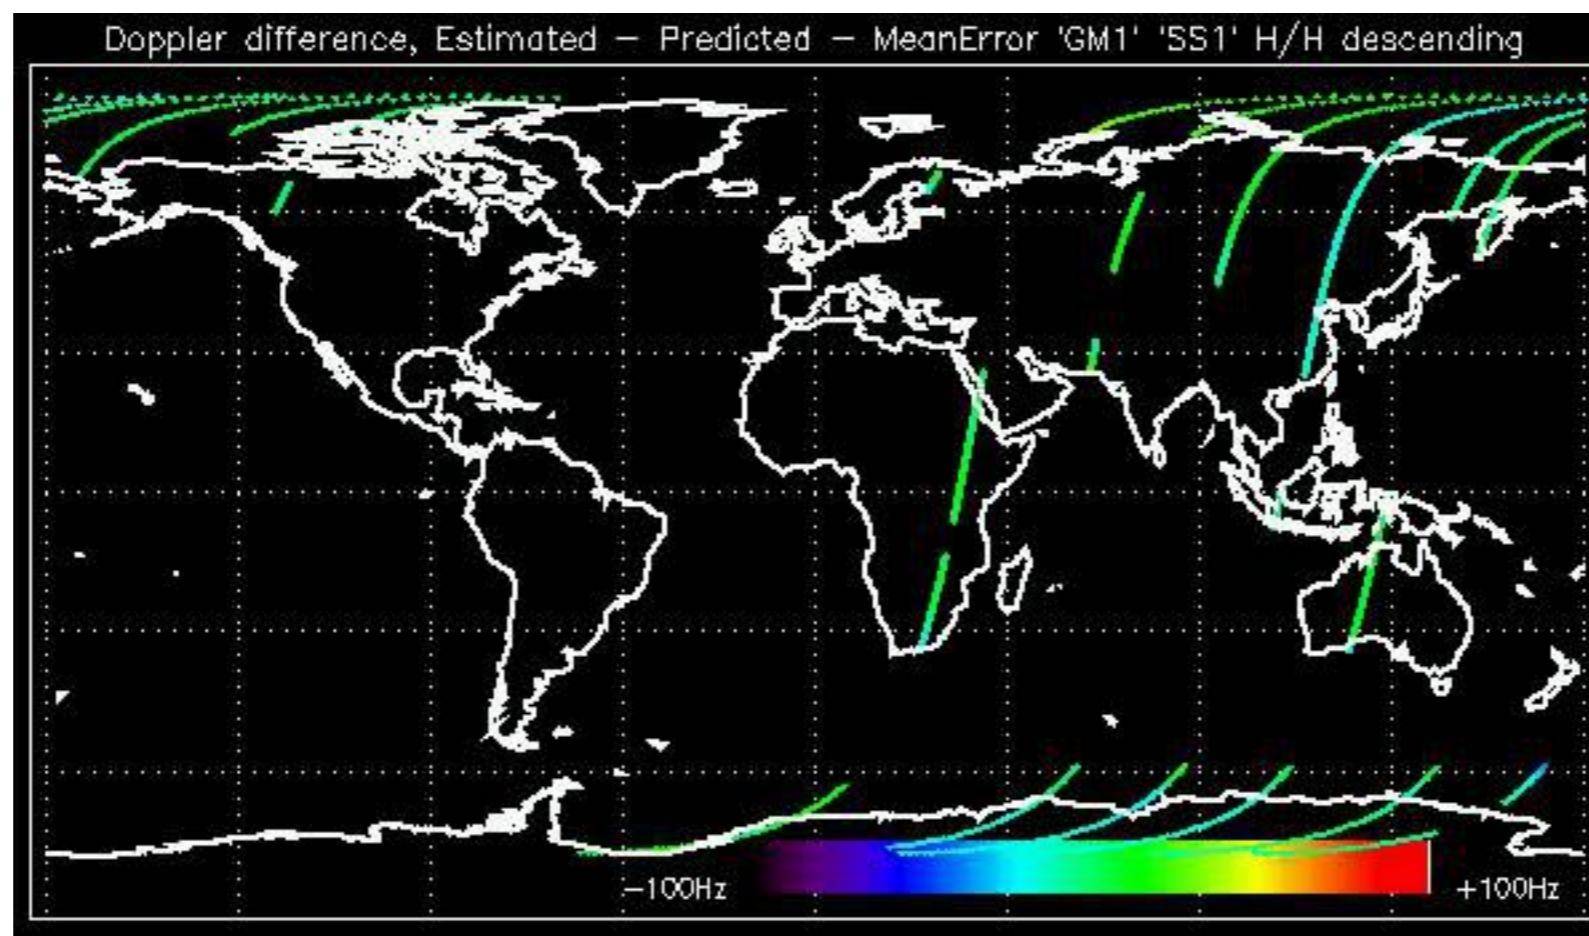 Doppler difference, Estimated − Predicted − MeanError 'GM1' 'SS1' H/H descending
−100Hz +100Hz